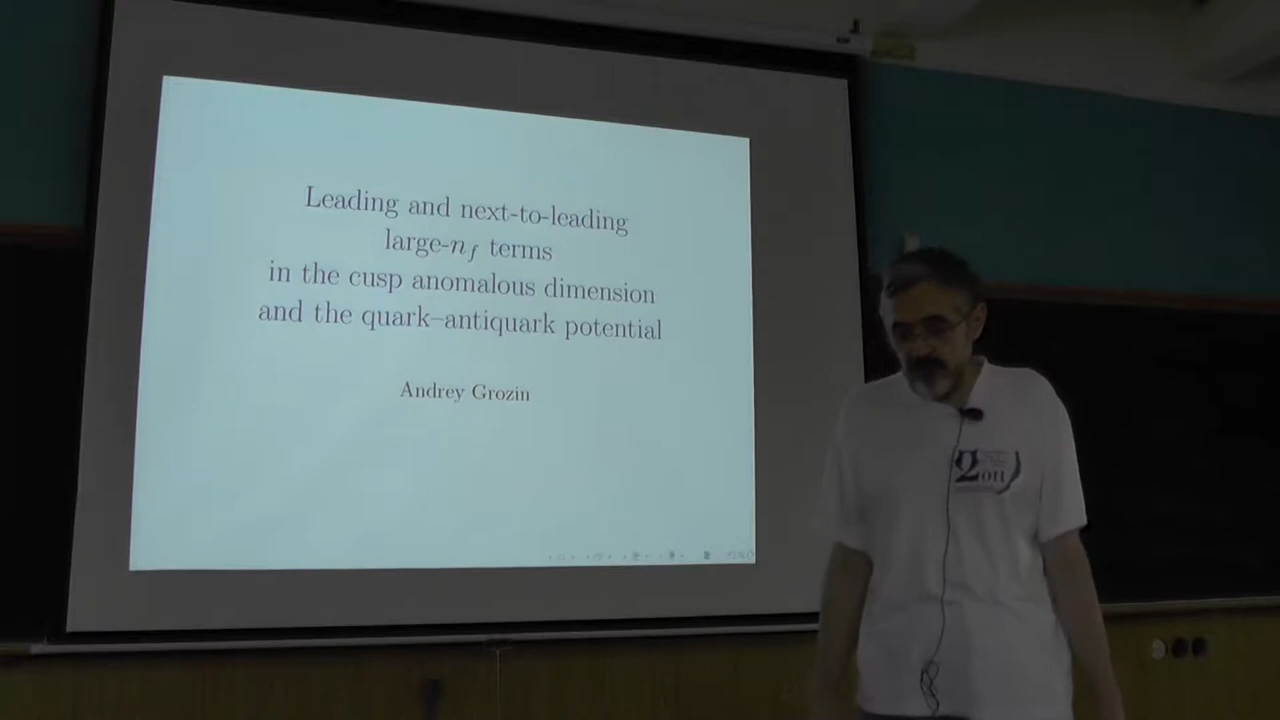 Leading and next-to-leading
large-n_f terms
in the cusp anomalous dimension
and the quark–antiquark potential
Andrey Grozin
2011